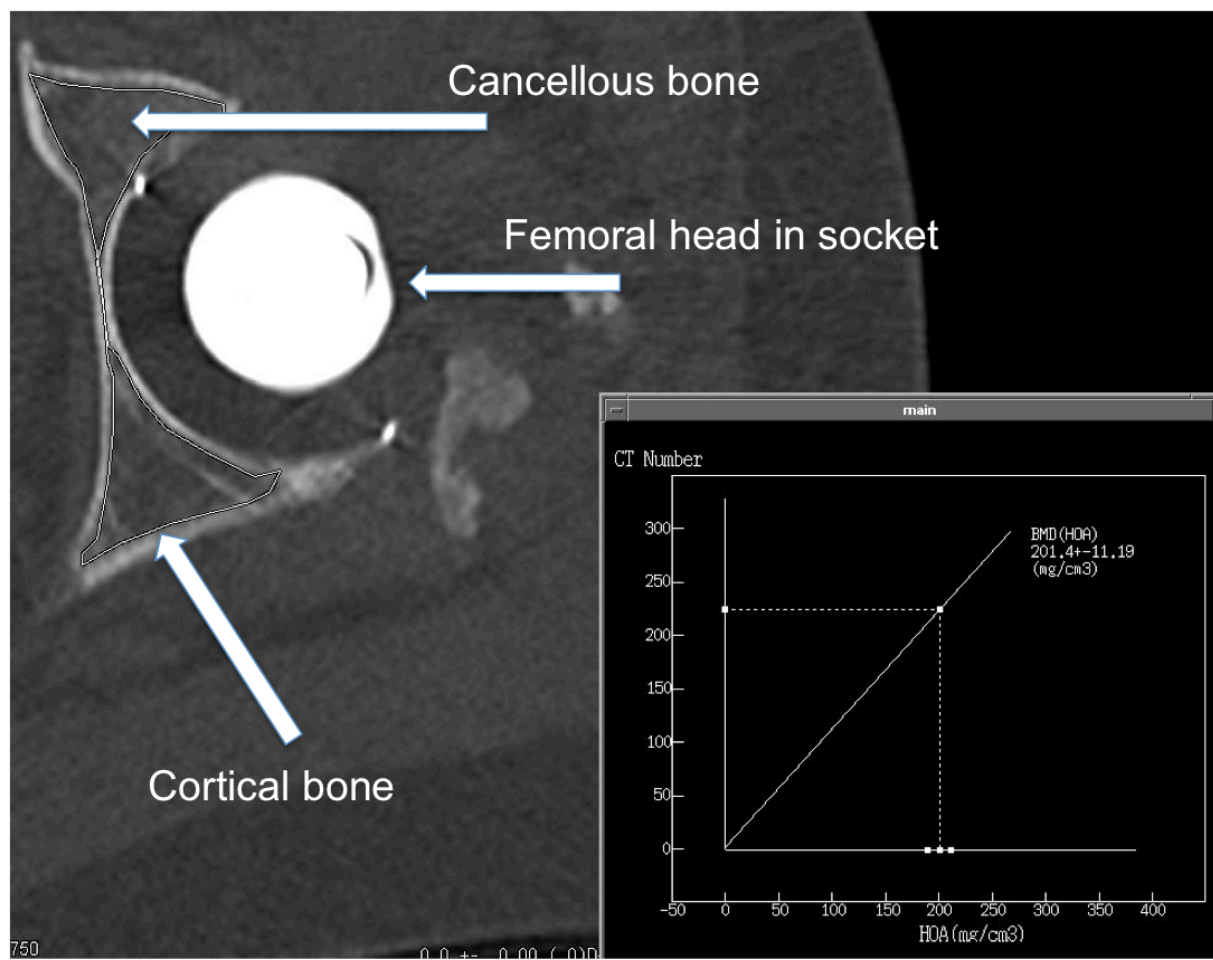 Cancellous bone
Femoral head in socket
Cortical bone
750
main
CT Number
BMD(HOA)
201.4+-11.19
(mg/cm3)
300
250
200
150
100
50
0
-50 0 50 100 150 200 250 300 350 400
HOA(mg/cm3)